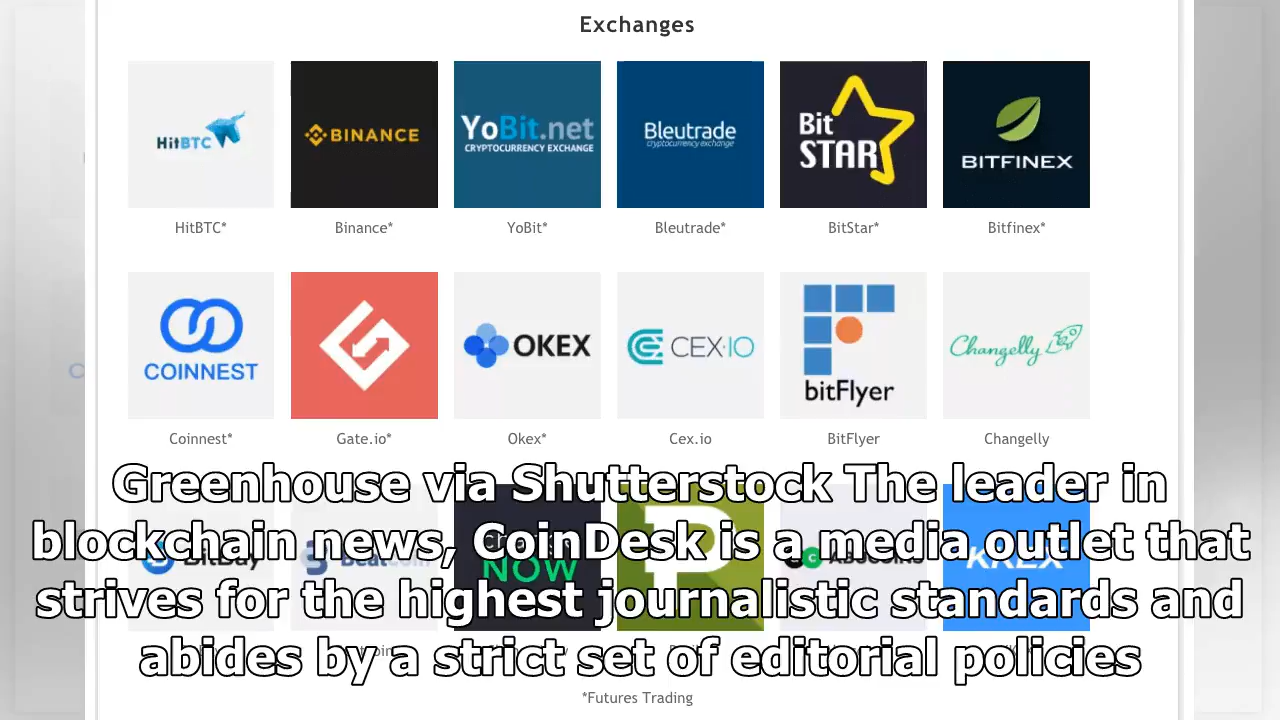 Exchanges
HitBTC
BINANCE
YoBit.net
CRYPTOCURRENCY EXCHANGE
Bleutrade
cryptocurrency exchange
Bit
STAR
BITFINEX
HitBTC* Binance* YoBit* Bleutrade* BitStar* Bitfinex*
COINNEST
OKEX
CEX.IO
bitFlyer
Changelly
Coinnest* Gate.io* Okex* Cex.io BitFlyer Changelly
Greenhouse via Shutterstock The leader in
blockchain news, CoinDesk is a media outlet that
NOW
strives for the highest journalistic standards and
abides by a strict set of editorial policies
*Futures Trading